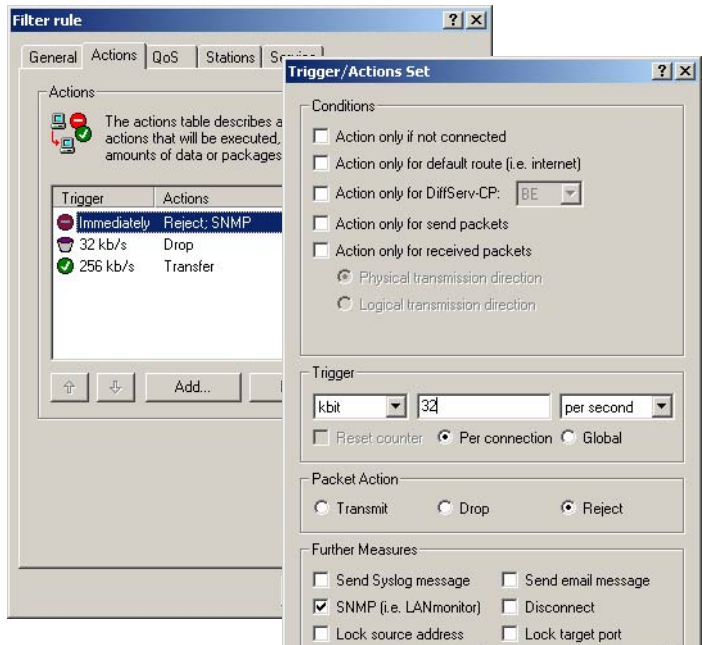 Filter rule
General Actions QoS Stations
Actions
The actions table describes a
actions that will be executed,
amounts of data or packages
Trigger Actions
Immediately Reject; SNMP
32 kb/s Drop
256 kb/s Transfer
Add...
Trigger/Actions Set
Conditions
Action only if not connected
Action only for default route (i.e. internet)
Action only for DiffServ-CP: BE
Action only for send packets
Action only for received packets
Physical transmission direction
Logical transmission direction
Trigger
kbit 32 per second
Reset counter Per connection Global
Packet Action
Transmit Drop Reject
Further Measures
Send Syslog message Send email message
SNMP (i.e. LANmonitor) Disconnect
Lock source address Lock target port